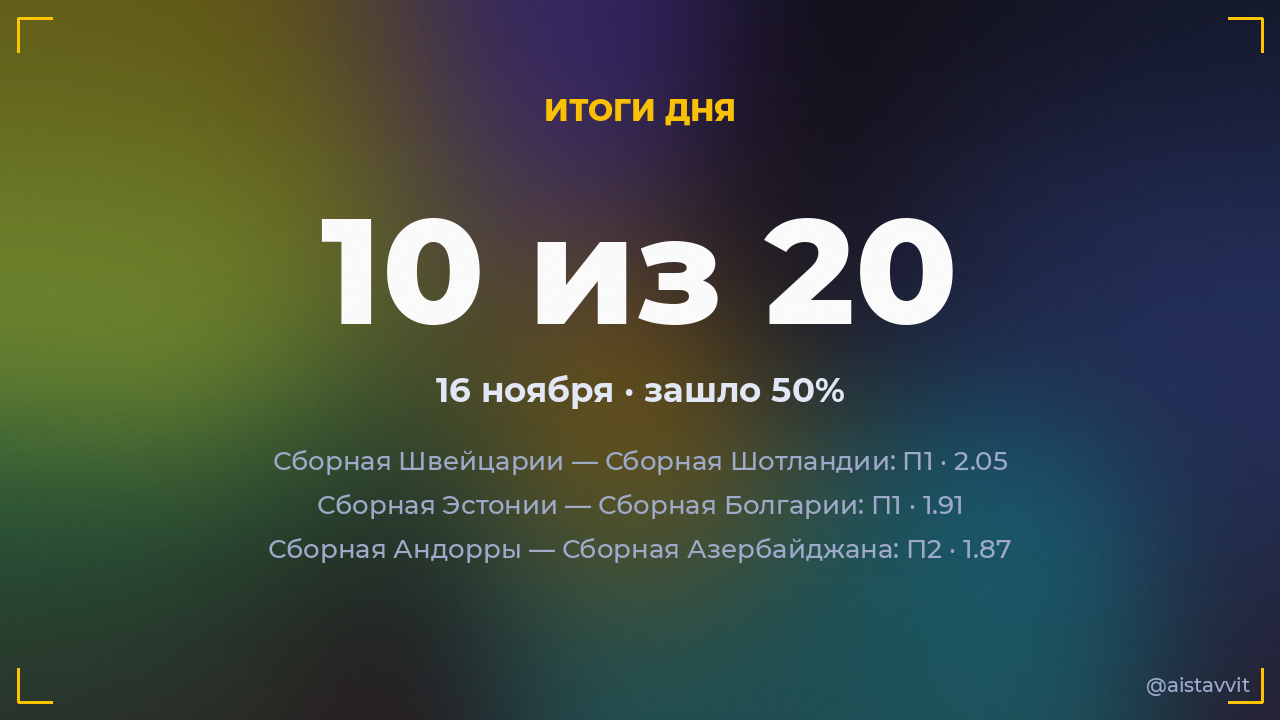 ИТОГИ ДНЯ
10 из 20
16 ноября · зашло 50%
Сборная Швейцарии — Сборная Шотландии: П1 · 2.05
Сборная Эстонии — Сборная Болгарии: П1 · 1.91
Сборная Андорры — Сборная Азербайджана: П2 · 1.87
@aistavvit